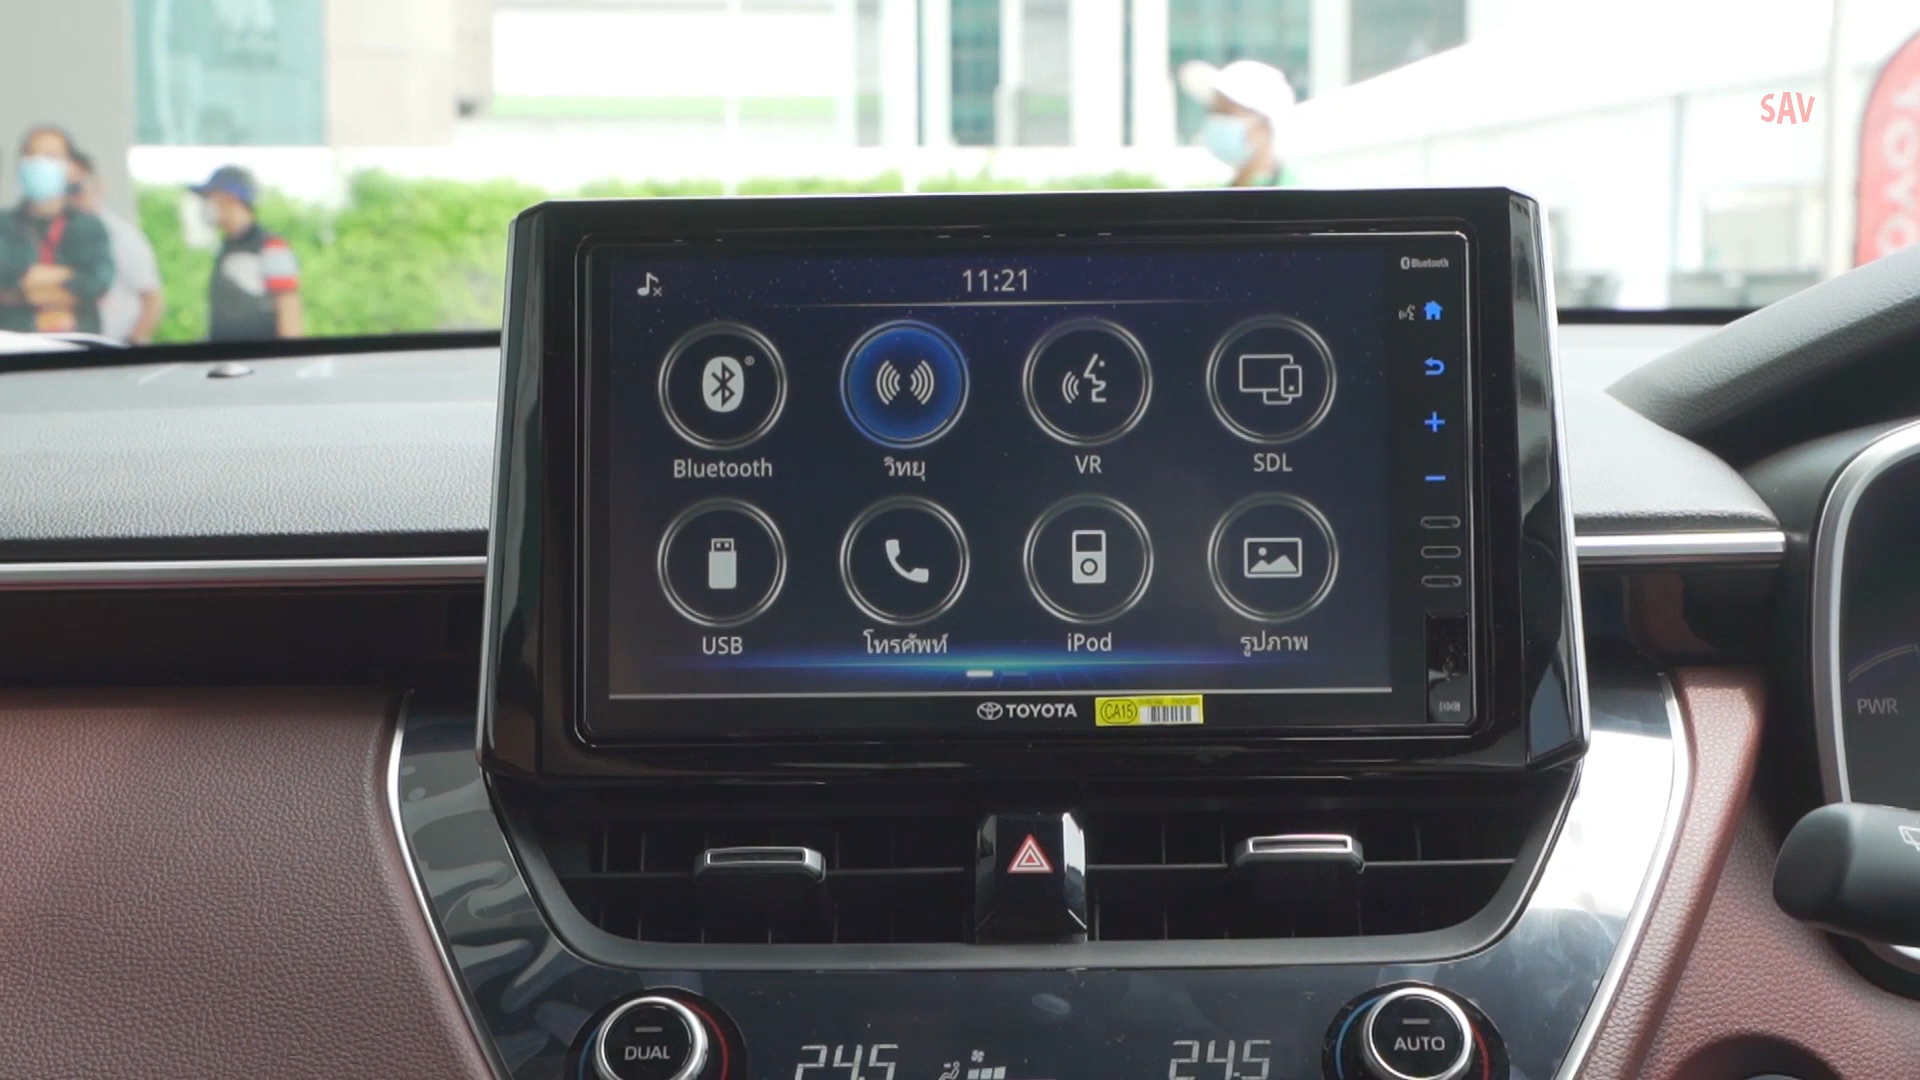 SAV
TOYO
11:21
Bluetooth
Bluetooth
วิทยุ
VR
SDL
USB
โทรศัพท์
iPod
รูปภาพ
TOYOTA
CA15
PWR
DUAL
24.5
24.5
AUTO